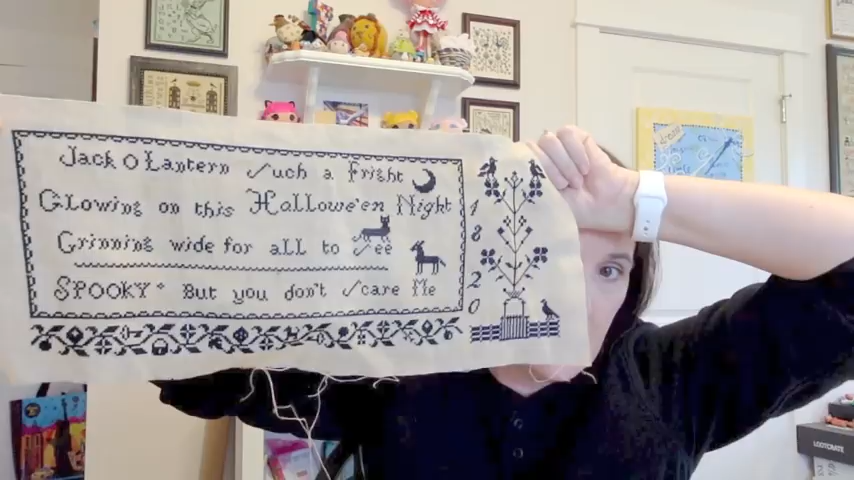 Jack O Lantern Such a Fright
Glowing on this Hallowe'en Night
Grinning wide for all to See
SPOOKY* But you don't Scare Me
1
8
2
0
LOOTCRATE